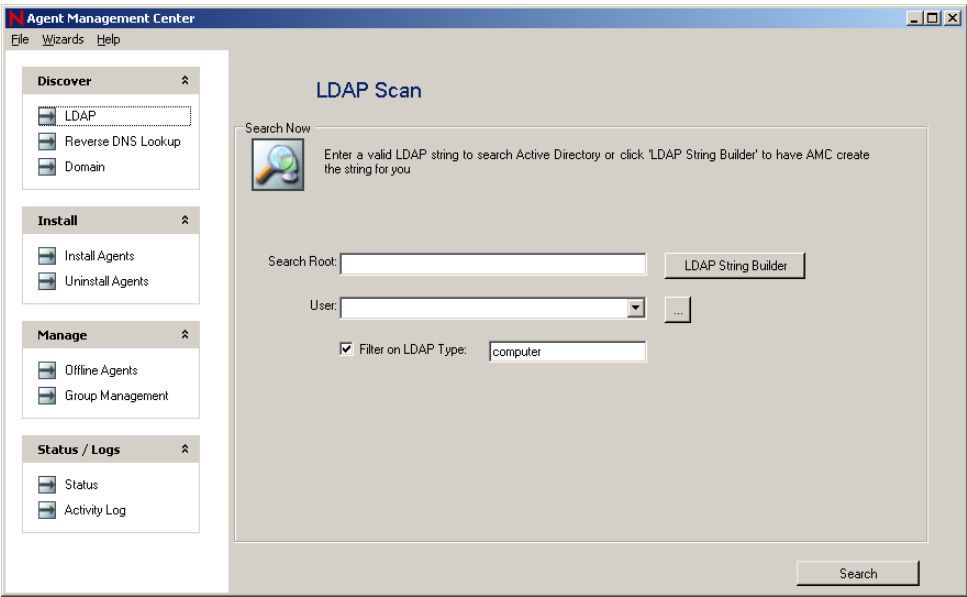 Agent Management Center
File Wizards Help
Discover
LDAP
Reverse DNS Lookup
Domain
Install
Install Agents
Uninstall Agents
Manage
Offline Agents
Group Management
Status / Logs
Status
Activity Log
LDAP Scan
Search Now
Enter a valid LDAP string to search Active Directory or click 'LDAP String Builder' to have AMC create
the string for you
Search Root:
LDAP String Builder
User:
...
Filter on LDAP Type:
computer
Search